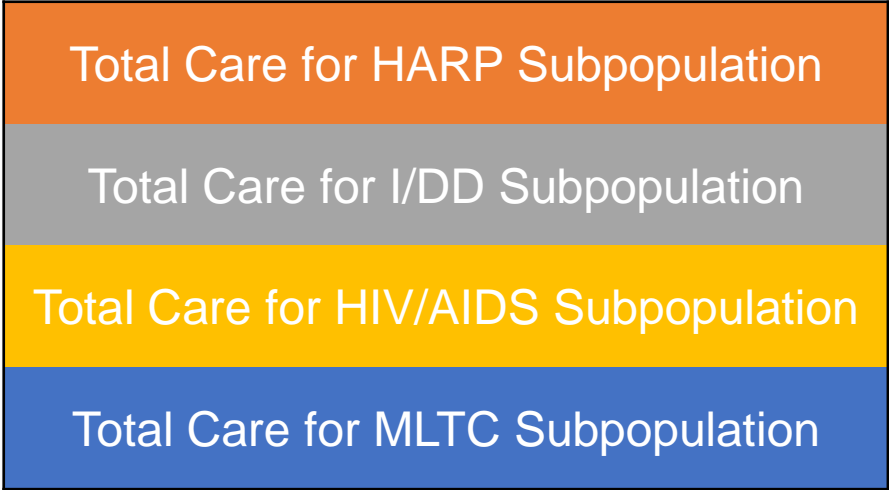 Total Care for HARP Subpopulation
Total Care for I/DD Subpopulation
Total Care for HIV/AIDS Subpopulation
Total Care for MLTC Subpopulation